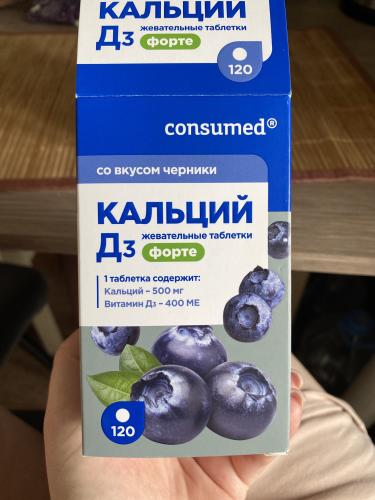 КАЛЬЦИЙ
Д3 жевательные таблетки
форте
120
consumed®
со вкусом черники
КАЛЬЦИЙ
Д3 жевательные таблетки
форте
1 таблетка содержит:
Кальций – 500 мг
Витамин Д3 – 400 МЕ
120